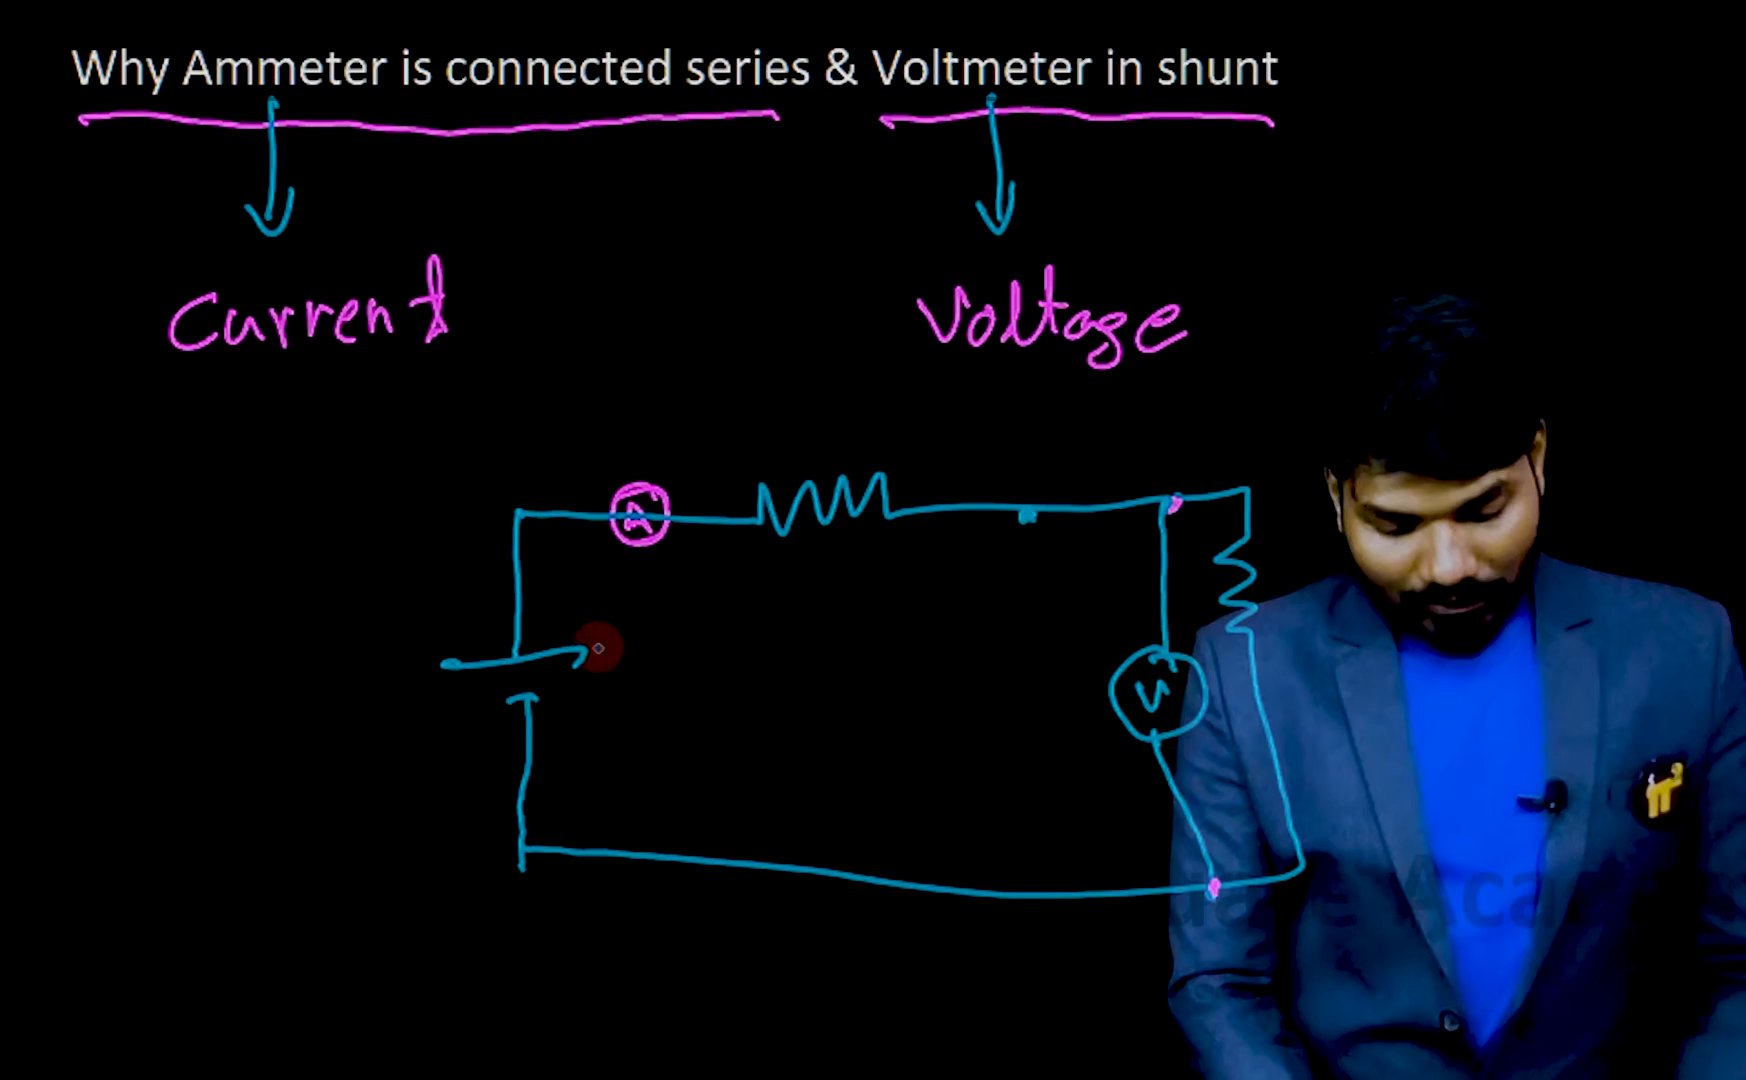 Why Ammeter is connected series & Voltmeter in shunt
Current
Voltage
A
V